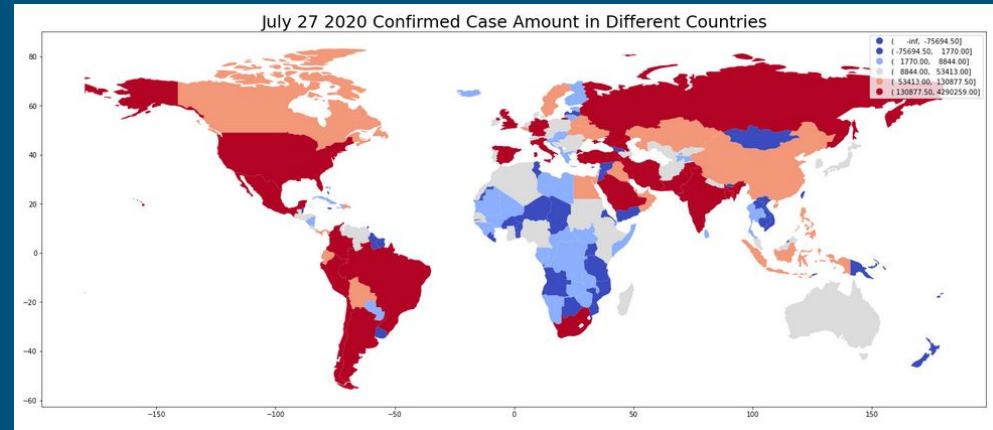 July 27 2020 Confirmed Case Amount in Different Countries
( -inf, -75694.50]
( -75694.50, 1770.00]
( 1770.00, 8844.00]
( 8844.00, 53413.00]
( 53413.00, 130877.50]
( 130877.50, 4290259.00]
80
60
40
20
0
−20
−40
−60
−150 −100 −50 0 50 100 150